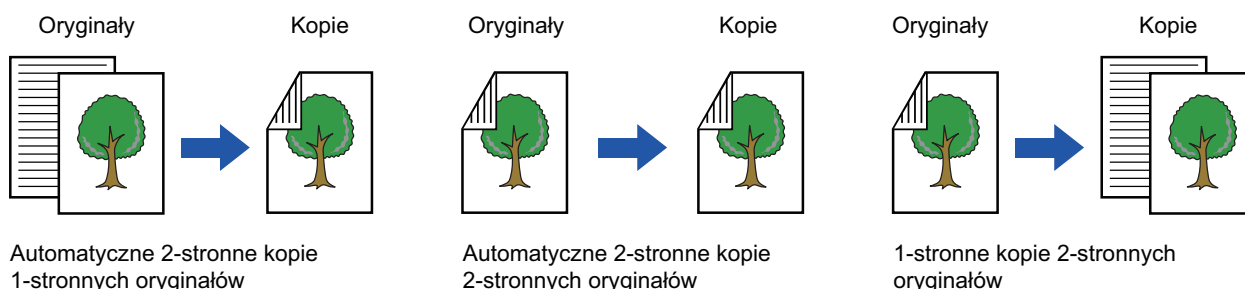 Oryginały Kopie Oryginały Kopie Oryginały Kopie
Automatyczne 2-stronne kopie
1-stronnych oryginałów
Automatyczne 2-stronne kopie
2-stronnych oryginałów
1-stronne kopie 2-stronnych
oryginałów